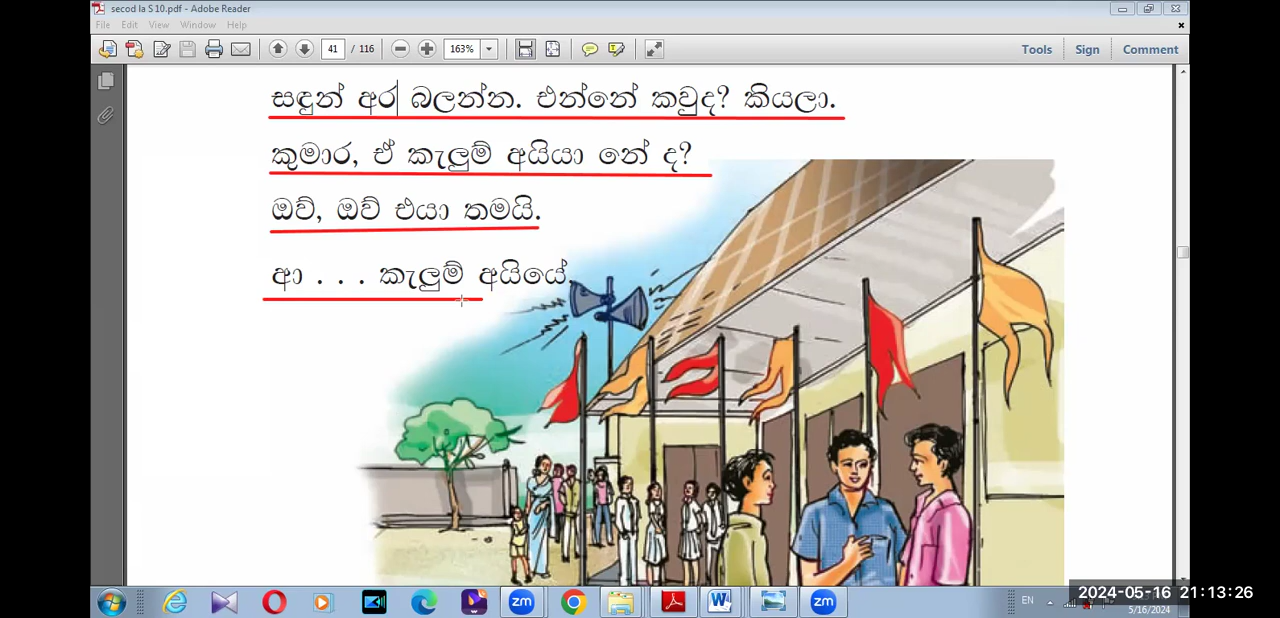 secod la S 10.pdf - Adobe Reader
File Edit View Window Help
41 / 116 163% Tools Sign Comment
සඳුන් අර බලන්න. එන්නේ කවුද? කියලා.
කුමාර, ඒ කැලුම් අයියා නේ ද?
ඔව්, ඔව් එයා තමයි.
ආ . . . කැලුම් අයියේ.
zm zm
EN
2024-05-16 21:13:26
5/16/2024